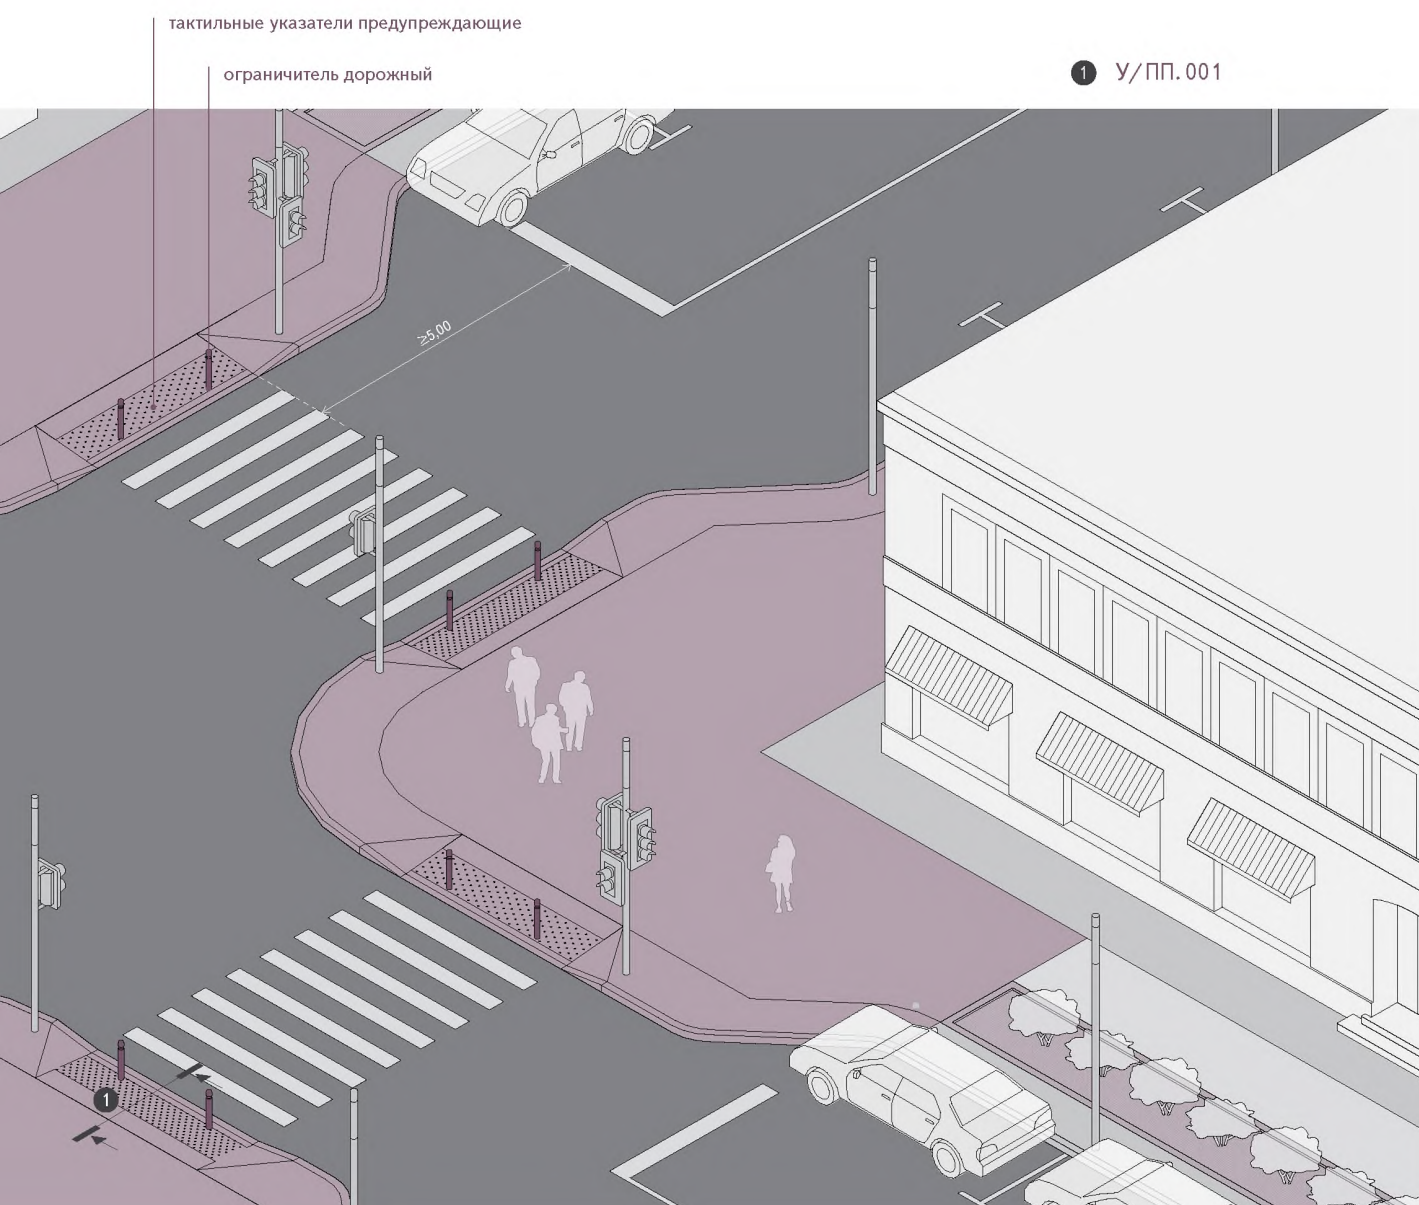 тактильные указатели предупреждающие
ограничитель дорожный
1 У/ПП.001
≥5,00
1